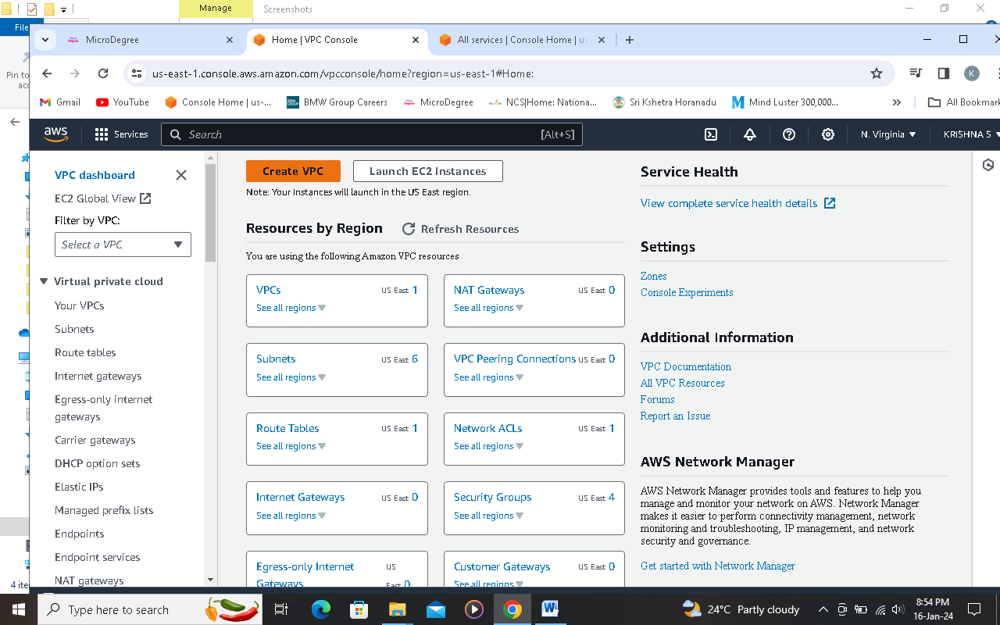 Manage
Screenshots
File
Pin to
acc
MicroDegree
Home | VPC Console
All services | Console Home | us
us-east-1.console.aws.amazon.com/vpcconsole/home?region=us-east-1#Home:
K
Gmail
YouTube
Console Home | us-...
BMW Group Careers
MicroDegree
NCS|Home: Nationa...
Sri Kshetra Horanadu
Mind Luster 300,000...
»
All Bookmark
aws
Services
Search
[Alt+S]
N. Virginia
KRISHNA S
VPC dashboard
EC2 Global View
Filter by VPC:
Select a VPC
Virtual private cloud
Your VPCs
Subnets
Route tables
Internet gateways
Egress-only internet
gateways
Carrier gateways
DHCP option sets
Elastic IPs
Managed prefix lists
Endpoints
Endpoint services
NAT gateways
Create VPC
Launch EC2 Instances
Note: Your Instances will launch in the US East region.
Resources by Region
Refresh Resources
You are using the following Amazon VPC resources
VPCs US East 1
See all regions
NAT Gateways US East 0
See all regions
Subnets US East 6
See all regions
VPC Peering Connections US East 0
See all regions
Route Tables US East 1
See all regions
Network ACLs US East 1
See all regions
Internet Gateways US East 0
See all regions
Security Groups US East 4
See all regions
Egress-only Internet US
Gateways East 0
Customer Gateways US East 0
See all regions
Service Health
View complete service health details
Settings
Zones
Console Experiments
Additional Information
VPC Documentation
All VPC Resources
Forums
Report an Issue
AWS Network Manager
AWS Network Manager provides tools and features to help you
manage and monitor your network on AWS. Network Manager
makes it easier to perform connectivity management, network
monitoring and troubleshooting, IP management, and network
security and governance.
Get started with Network Manager
4 ite
Type here to search
24°C Partly cloudy
8:54 PM
16-Jan-24